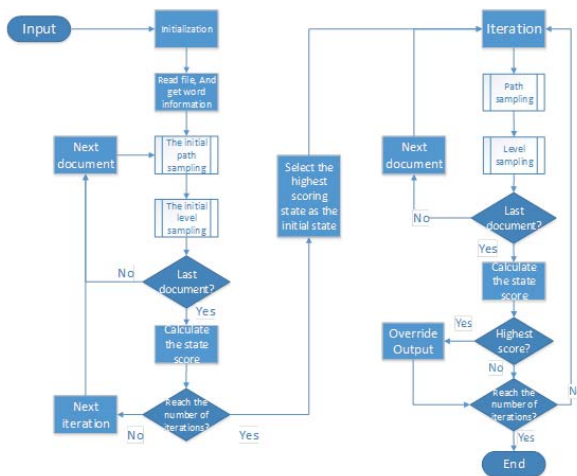 Input
Initialization
Read file, And
get word
information
Next
document
The initial
path
sampling
The initial
level
sampling
No
Last
document?
Yes
Calculate
the state
score
Next
iteration
No
Reach the
number of
iterations?
Yes
Select the
highest
scoring
state as the
initial state
Iteration
Path
sampling
Next
document
Level
sampling
No
Last
document?
Yes
Calculate
the state
score
Yes
Override
Output
Highest
score?
No
Reach the
number of
iterations?
N
Yes
End